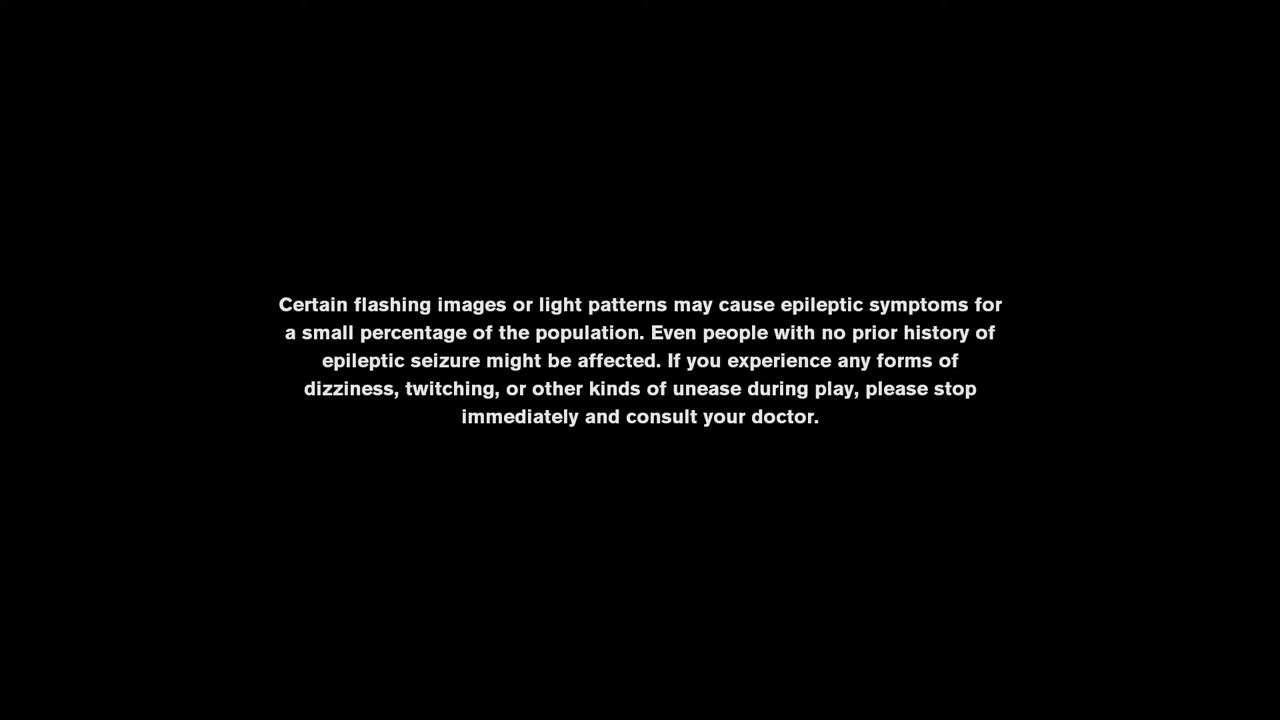 Certain flashing images or light patterns may cause epileptic symptoms for
a small percentage of the population. Even people with no prior history of
epileptic seizure might be affected. If you experience any forms of
dizziness, twitching, or other kinds of unease during play, please stop
immediately and consult your doctor.